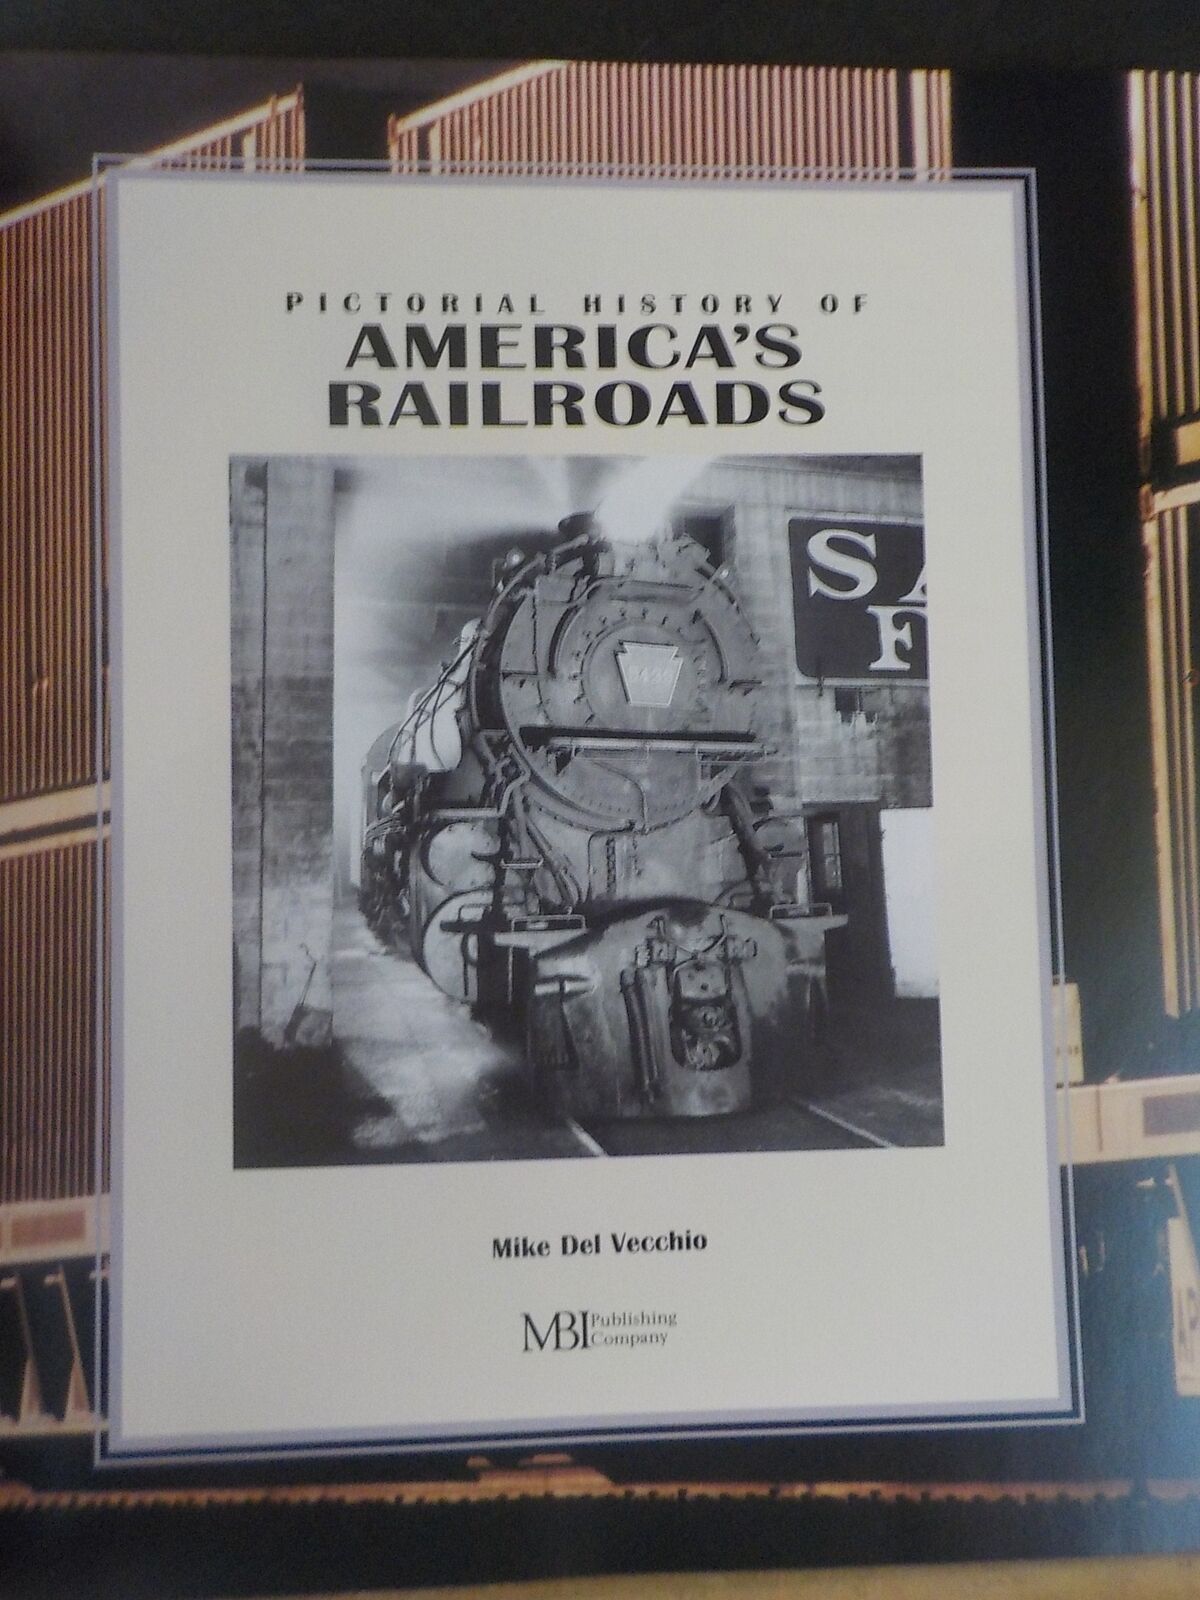 PICTORIAL HISTORY OF
AMERICA'S
RAILROADS
S
F
Mike Del Vecchio
MBI Publishing
Company